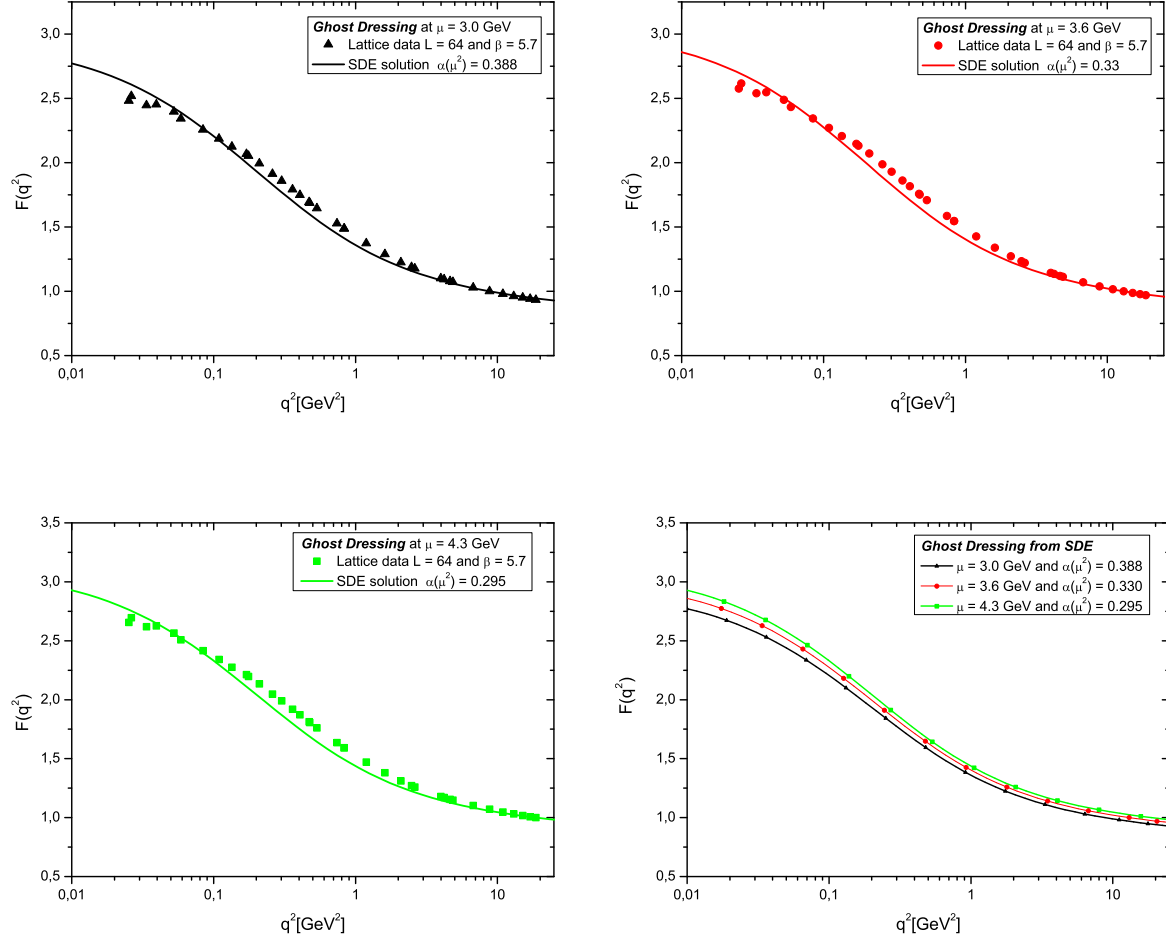 Ghost Dressing at μ = 3.0 GeV
Lattice data L = 64 and β = 5.7
SDE solution α(μ²) = 0.388
3,0
2,5
2,0
1,5
1,0
0,5
F(q²)
0,01
0,1
1
10
q²[GeV²]
Ghost Dressing at μ = 3.6 GeV
Lattice data L = 64 and β = 5.7
SDE solution α(μ²) = 0.33
3,0
2,5
2,0
1,5
1,0
0,5
F(q²)
0,01
0,1
1
10
q²[GeV²]
Ghost Dressing at μ = 4.3 GeV
Lattice data L = 64 and β = 5.7
SDE solution α(μ²) = 0.295
3,5
3,0
2,5
2,0
1,5
1,0
0,5
F(q²)
0,01
0,1
1
10
q²[GeV²]
Ghost Dressing from SDE
μ = 3.0 GeV and α(μ²) = 0.388
μ = 3.6 GeV and α(μ²) = 0.330
μ = 4.3 GeV and α(μ²) = 0.295
3,5
3,0
2,5
2,0
1,5
1,0
0,5
F(q²)
0,01
0,1
1
10
q²[GeV²]